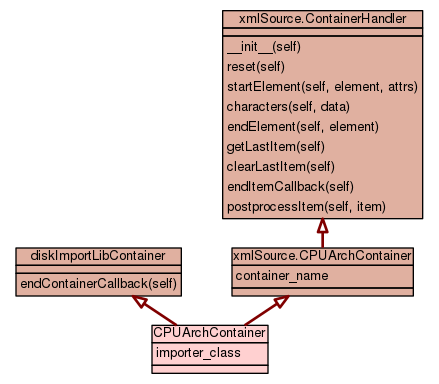 xmlSource.ContainerHandler
__init__(self)
reset(self)
startElement(self, element, attrs)
characters(self, data)
endElement(self, element)
getLastItem(self)
clearLastItem(self)
endItemCallback(self)
postprocessItem(self, item)
diskImportLibContainer
endContainerCallback(self)
xmlSource.CPUArchContainer
container_name
CPUArchContainer
importer_class